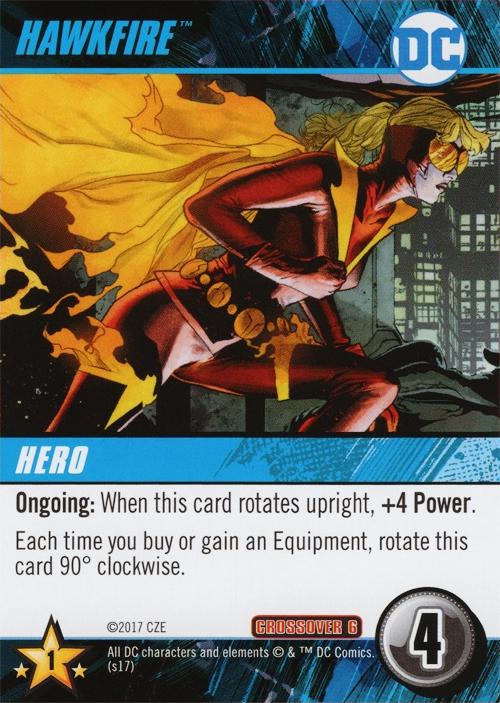 HAWKFIRE™
DC
HERO
Ongoing: When this card rotates upright, +4 Power.
Each time you buy or gain an Equipment, rotate this
card 90° clockwise.
©2017 CZE
CROSSOVER 6
1
All DC characters and elements © & ™ DC Comics.
(s17)
4